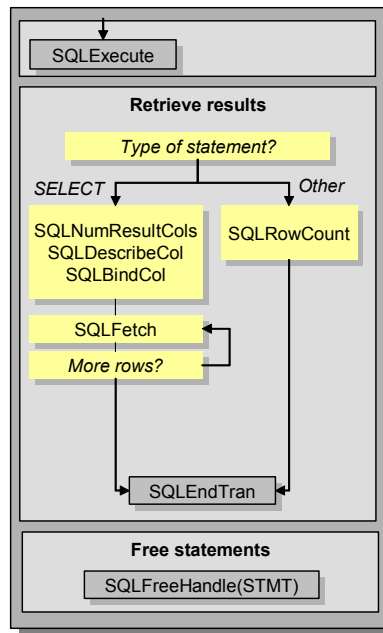 SQLExecute
Retrieve results
Type of statement?
SELECT
Other
SQLNumResultCols
SQLDescribeCol
SQLBindCol
SQLRowCount
SQLFetch
More rows?
SQLEndTran
Free statements
SQLFreeHandle(STMT)